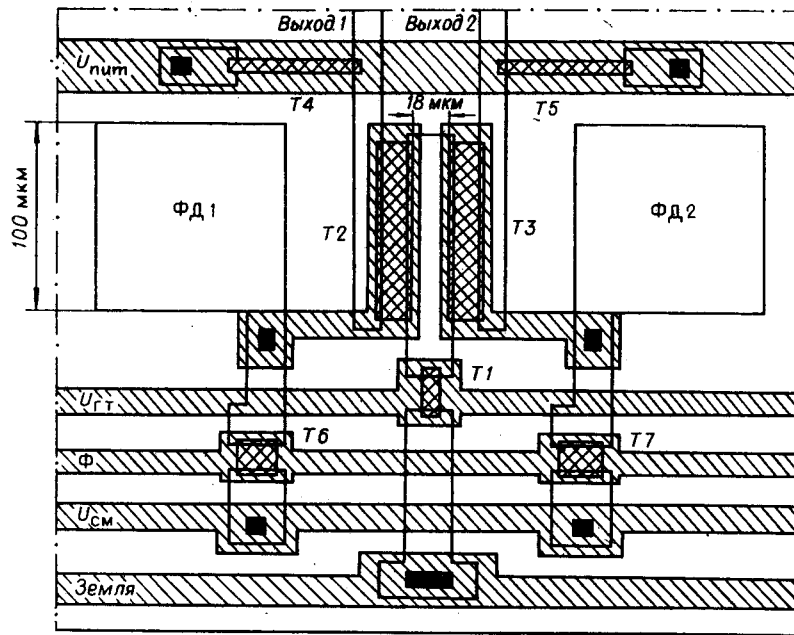 Выход 1 Выход 2
Uпит
T4 18 мкм T5
100 мкм
ФД 1 ФД 2
T2 T3
T1
Uгт
T6 T7
Ф
Uсм
Земля